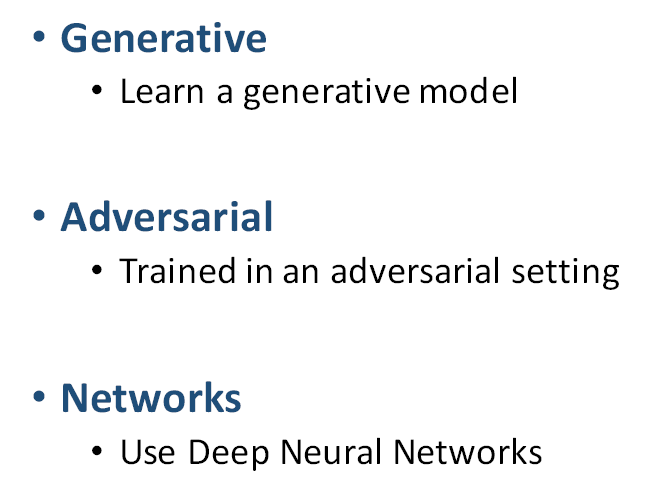 • Generative
• Learn a generative model
• Adversarial
• Trained in an adversarial setting
• Networks
• Use Deep Neural Networks